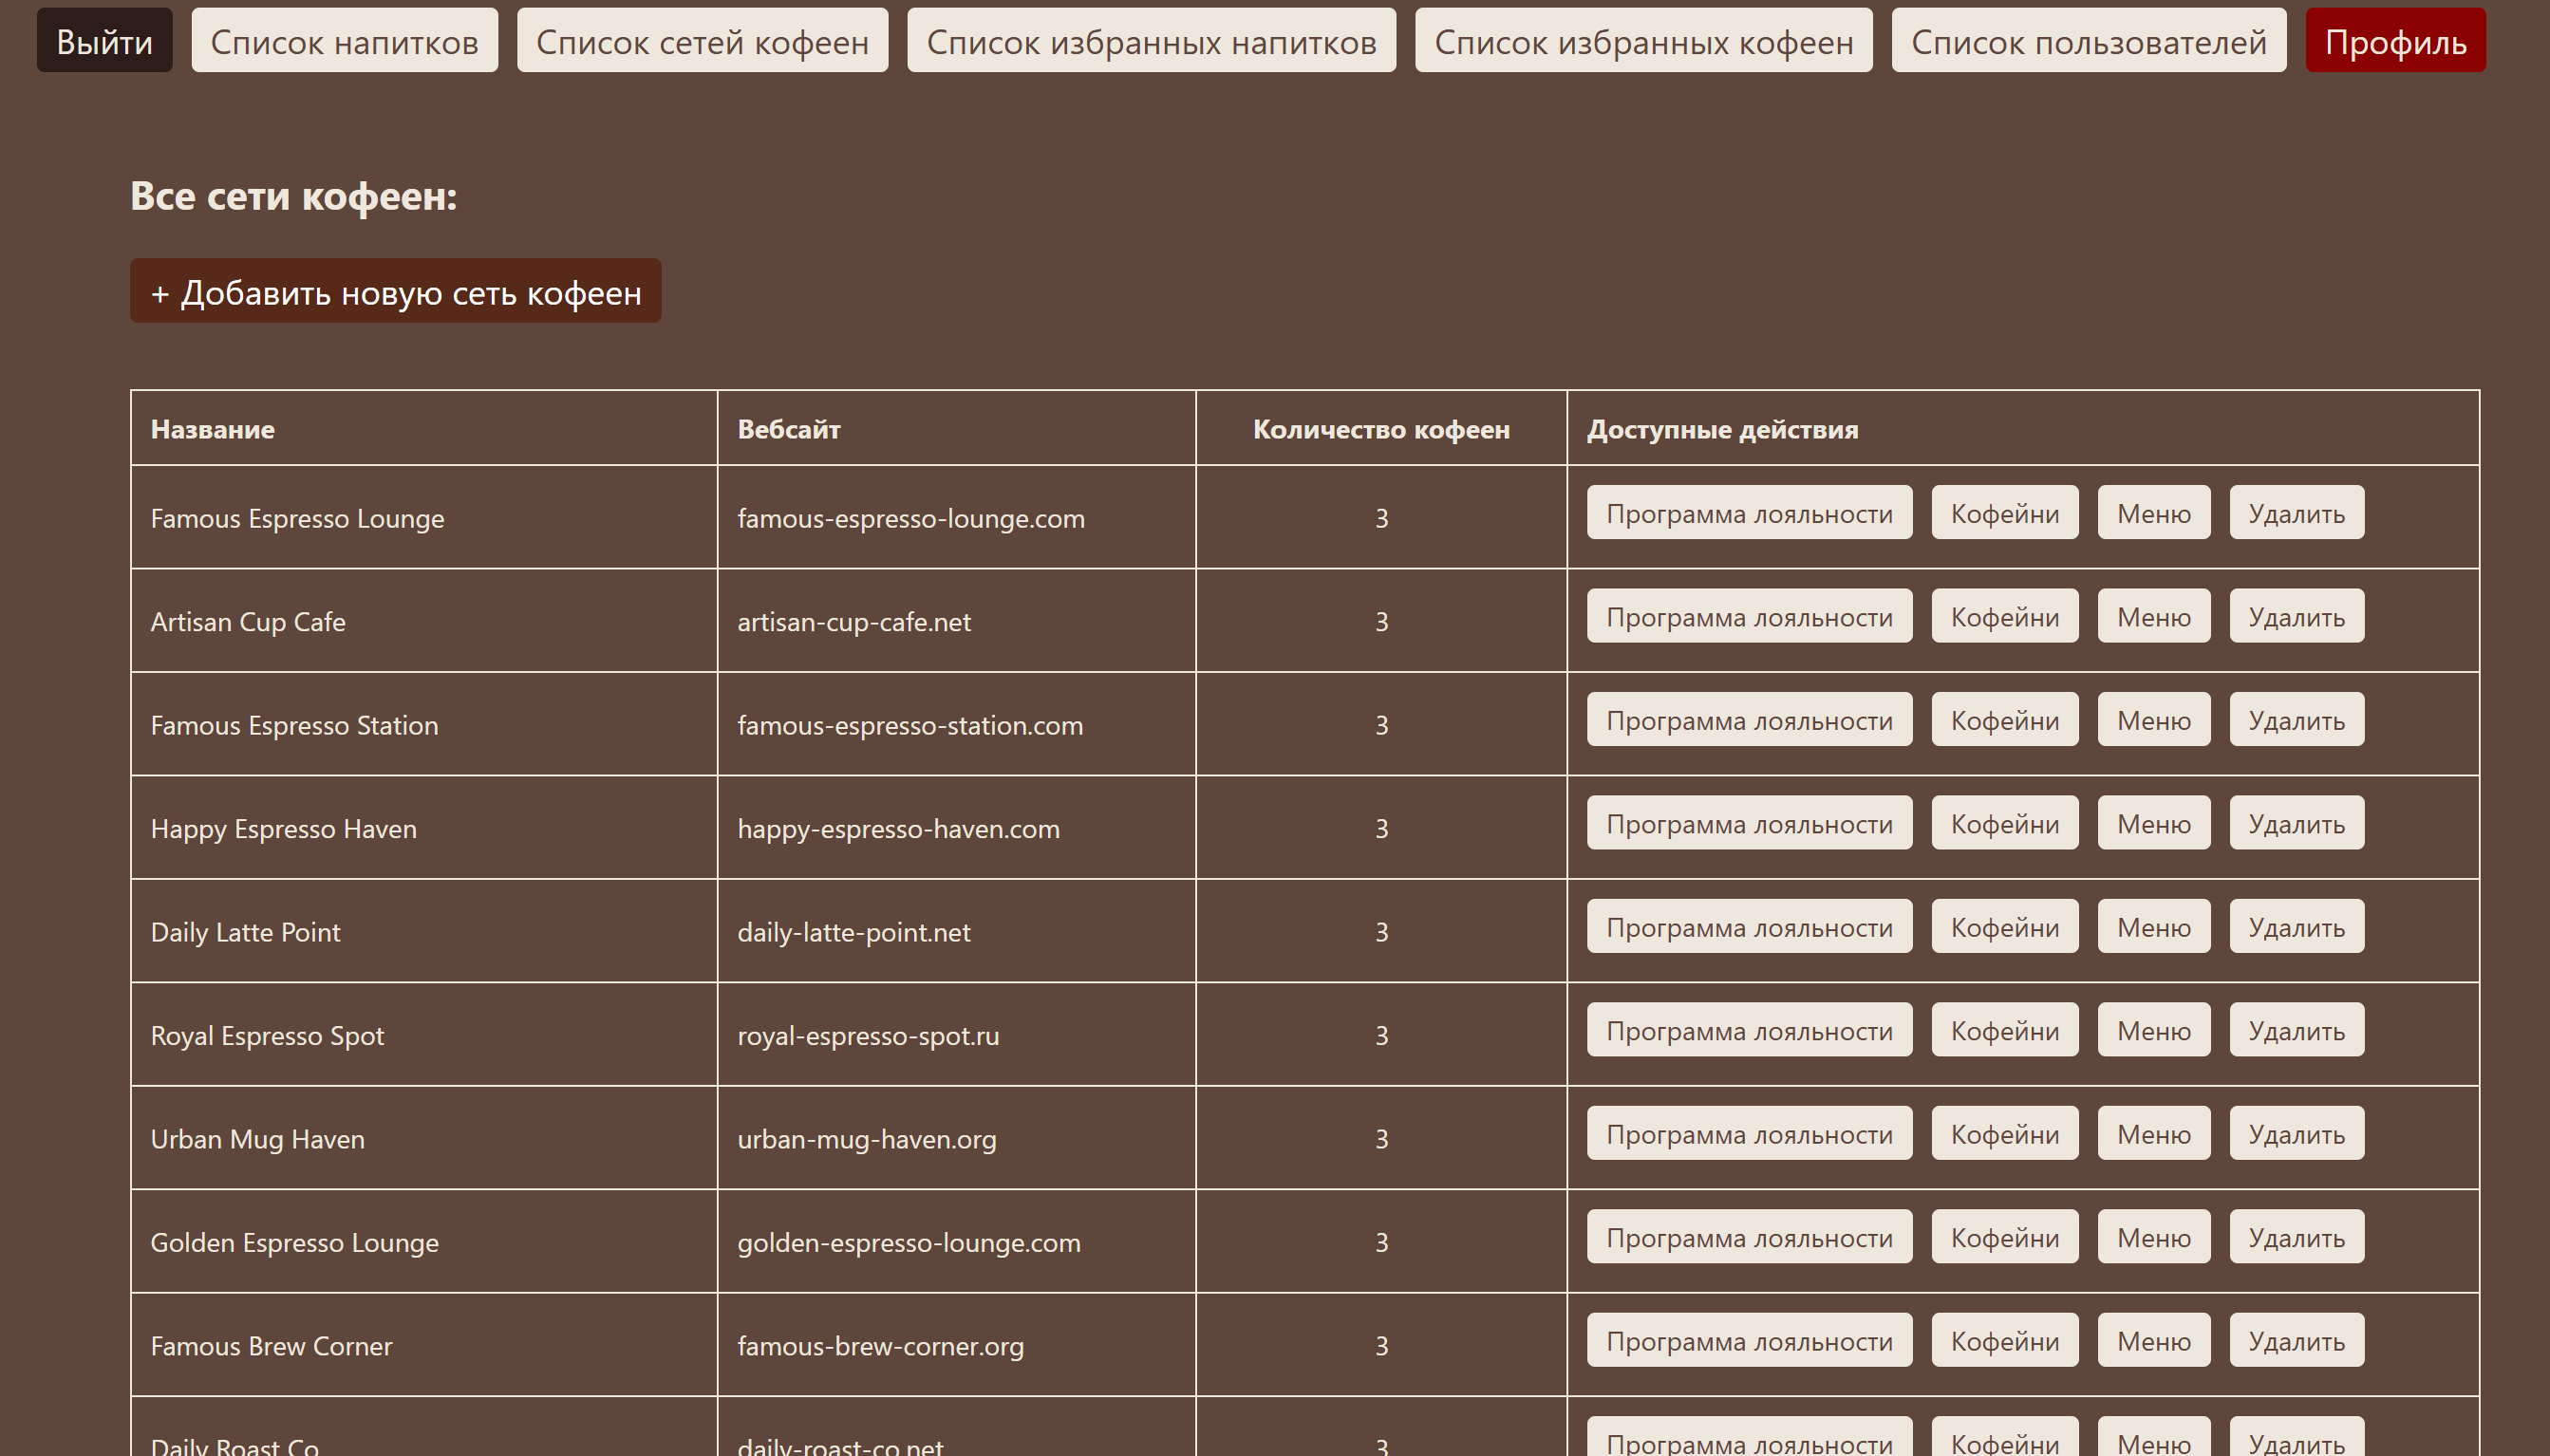 Выйти Список напитков Список сетей кофеен Список избранных напитков Список избранных кофеен Список пользователей Профиль
Все сети кофеен:
+ Добавить новую сеть кофеен
Название Вебсайт Количество кофеен Доступные действия
Famous Espresso Lounge famous-espresso-lounge.com 3 Программа лояльности Кофейни Меню Удалить
Artisan Cup Cafe artisan-cup-cafe.net 3 Программа лояльности Кофейни Меню Удалить
Famous Espresso Station famous-espresso-station.com 3 Программа лояльности Кофейни Меню Удалить
Happy Espresso Haven happy-espresso-haven.com 3 Программа лояльности Кофейни Меню Удалить
Daily Latte Point daily-latte-point.net 3 Программа лояльности Кофейни Меню Удалить
Royal Espresso Spot royal-espresso-spot.ru 3 Программа лояльности Кофейни Меню Удалить
Urban Mug Haven urban-mug-haven.org 3 Программа лояльности Кофейни Меню Удалить
Golden Espresso Lounge golden-espresso-lounge.com 3 Программа лояльности Кофейни Меню Удалить
Famous Brew Corner famous-brew-corner.org 3 Программа лояльности Кофейни Меню Удалить
Daily Roast Co daily-roast-co.net 3 Программа лояльности Кофейни Меню Удалить